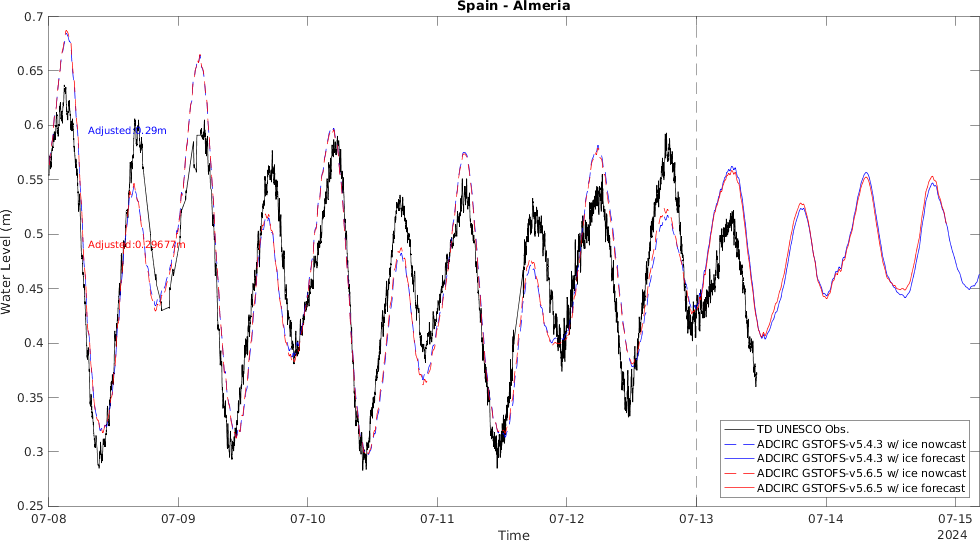 Spain - Almeria
0.7
0.65
0.6
0.55
0.5
0.45
0.4
0.35
0.3
0.25
Water Level (m)
Adjusted:0.29m
Adjusted:0.29677m
TD UNESCO Obs.
ADCIRC GSTOFS-v5.4.3 w/ ice nowcast
ADCIRC GSTOFS-v5.4.3 w/ ice forecast
ADCIRC GSTOFS-v5.6.5 w/ ice nowcast
ADCIRC GSTOFS-v5.6.5 w/ ice forecast
07-08 07-09 07-10 07-11 07-12 07-13 07-14 07-15
Time
2024